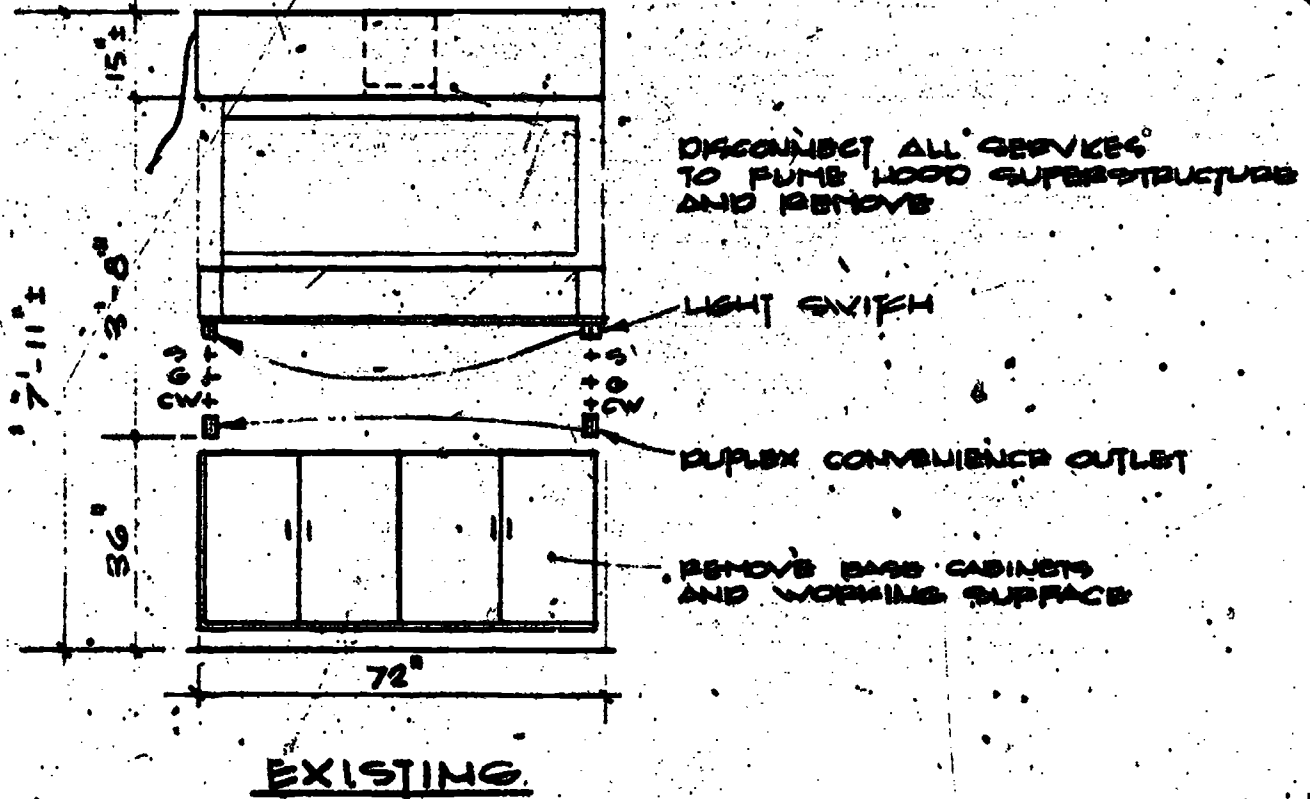 15"±
DISCONNECT ALL SERVICES
TO FUME HOOD SUPERSTRUCTURE
AND REMOVE
3'-8"
7'-11"±
LIGHT SWITCH
S
G
CW
S
G
CW
DUPLEX CONVENIENCE OUTLET
36"
REMOVE BASE CABINETS
AND WORKING SURFACE
72"
EXISTING